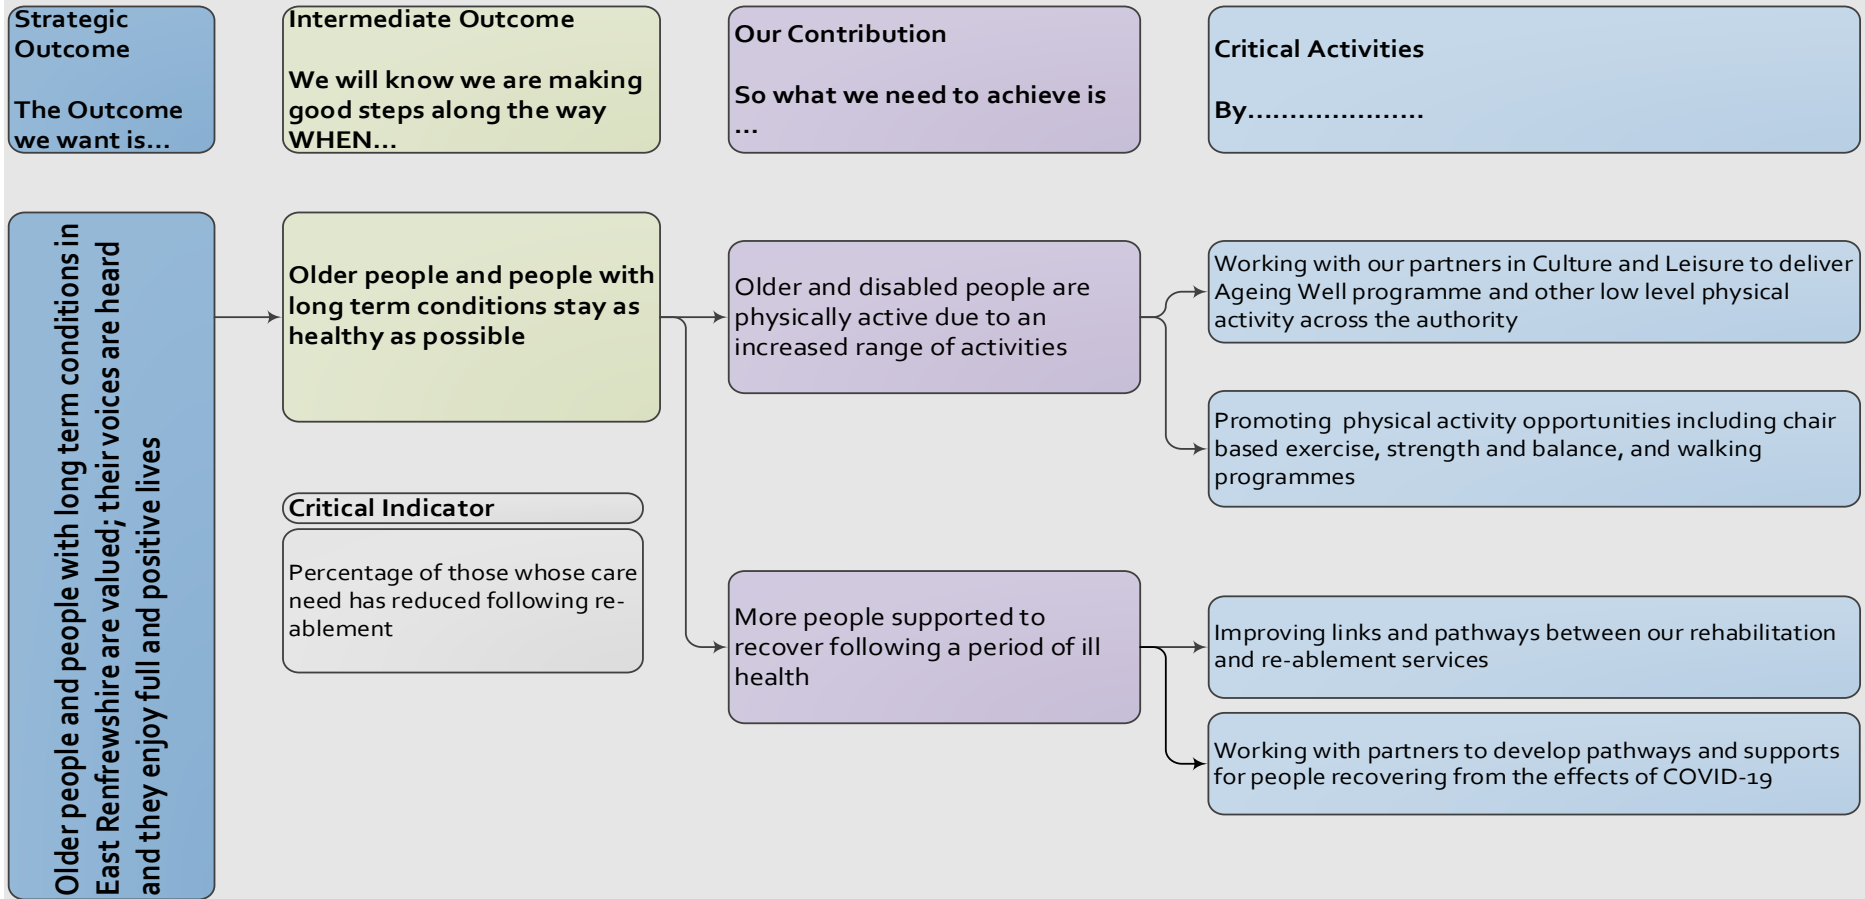 Strategic
Outcome
The Outcome
we want is...
Intermediate Outcome
We will know we are making
good steps along the way
WHEN...
Our Contribution
So what we need to achieve is
...
Critical Activities
By.....................
Older people and people with long term conditions in
East Renfrewshire are valued; their voices are heard
and they enjoy full and positive lives
Older people and people with
long term conditions stay as
healthy as possible
Critical Indicator
Percentage of those whose care
need has reduced following re-
ablement
Older and disabled people are
physically active due to an
increased range of activities
More people supported to
recover following a period of ill
health
Working with our partners in Culture and Leisure to deliver
Ageing Well programme and other low level physical
activity across the authority
Promoting  physical activity opportunities including chair
based exercise, strength and balance, and walking
programmes
Improving links and pathways between our rehabilitation
and re-ablement services
Working with partners to develop pathways and supports
for people recovering from the effects of COVID-19